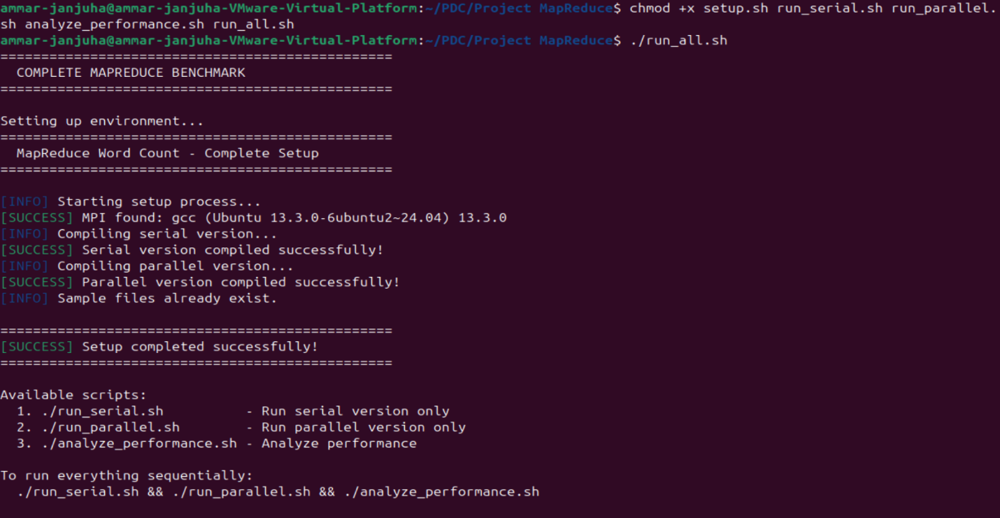 ammar-janjuha@ammar-janjuha-VMware-Virtual-Platform:~/PDC/Project MapReduce$ chmod +x setup.sh run_serial.sh run_parallel.
sh analyze_performance.sh run_all.sh
ammar-janjuha@ammar-janjuha-VMware-Virtual-Platform:~/PDC/Project MapReduce$ ./run_all.sh
================================================
  COMPLETE MAPREDUCE BENCHMARK
================================================

Setting up environment...
================================================
  MapReduce Word Count - Complete Setup
================================================

[INFO] Starting setup process...
[SUCCESS] MPI found: gcc (Ubuntu 13.3.0-6ubuntu2~24.04) 13.3.0
[INFO] Compiling serial version...
[SUCCESS] Serial version compiled successfully!
[INFO] Compiling parallel version...
[SUCCESS] Parallel version compiled successfully!
[INFO] Sample files already exist.

================================================
[SUCCESS] Setup completed successfully!
================================================

Available scripts:
  1. ./run_serial.sh          - Run serial version only
  2. ./run_parallel.sh        - Run parallel version only
  3. ./analyze_performance.sh - Analyze performance

To run everything sequentially:
  ./run_serial.sh && ./run_parallel.sh && ./analyze_performance.sh